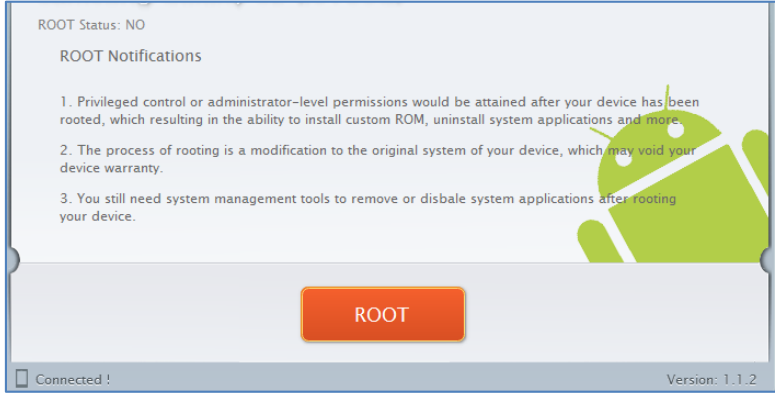 ROOT Status: NO
ROOT Notifications
1. Privileged control or administrator-level permissions would be attained after your device has been
rooted, which resulting in the ability to install custom ROM, uninstall system applications and more.
2. The process of rooting is a modification to the original system of your device, which may void your
device warranty.
3. You still need system management tools to remove or disbale system applications after rooting
your device.
ROOT
Connected !
Version: 1.1.2